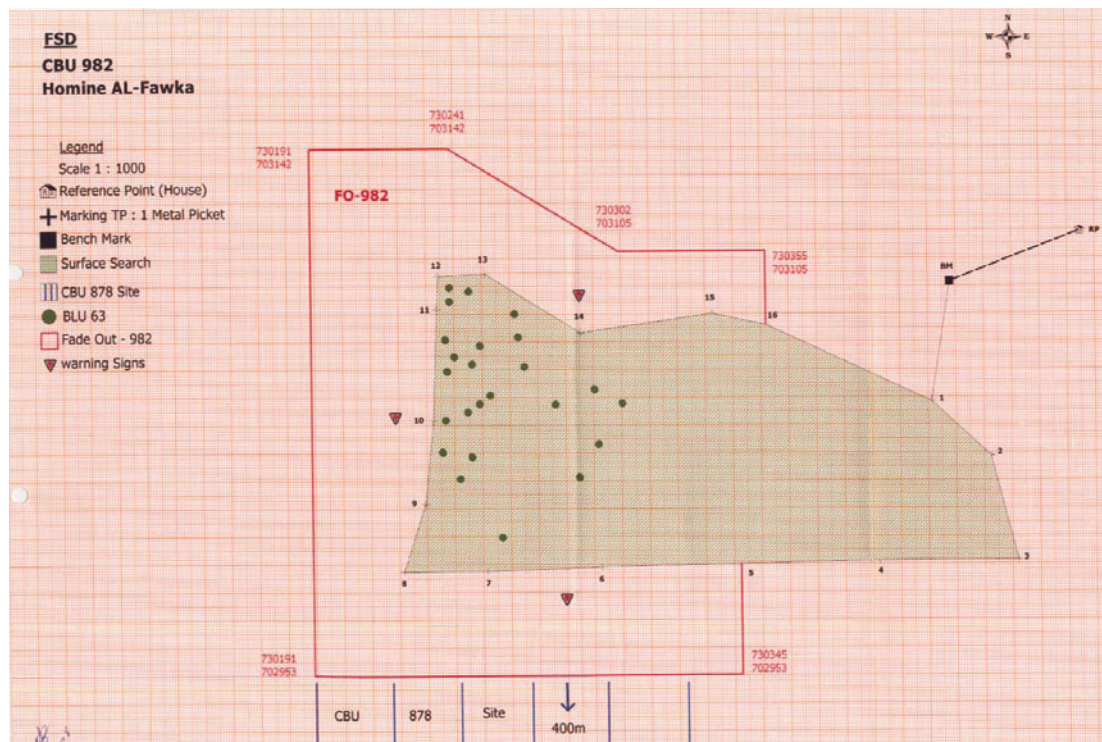 FSD
CBU 982
Homine AL-Fawka
N
W E
S
Legend
Scale 1 : 1000
Reference Point (House)
Marking TP : 1 Metal Picket
Bench Mark
Surface Search
CBU 878 Site
BLU 63
Fade Out - 982
warning Signs
730241
703142
730191
703142
FO-982
730302
703105
730355
703105
RP
BM
12
13
11
14
15
16
1
10
2
9
3
8
7
6
5
4
730191
702953
730345
702953
CBU 878 Site
400m